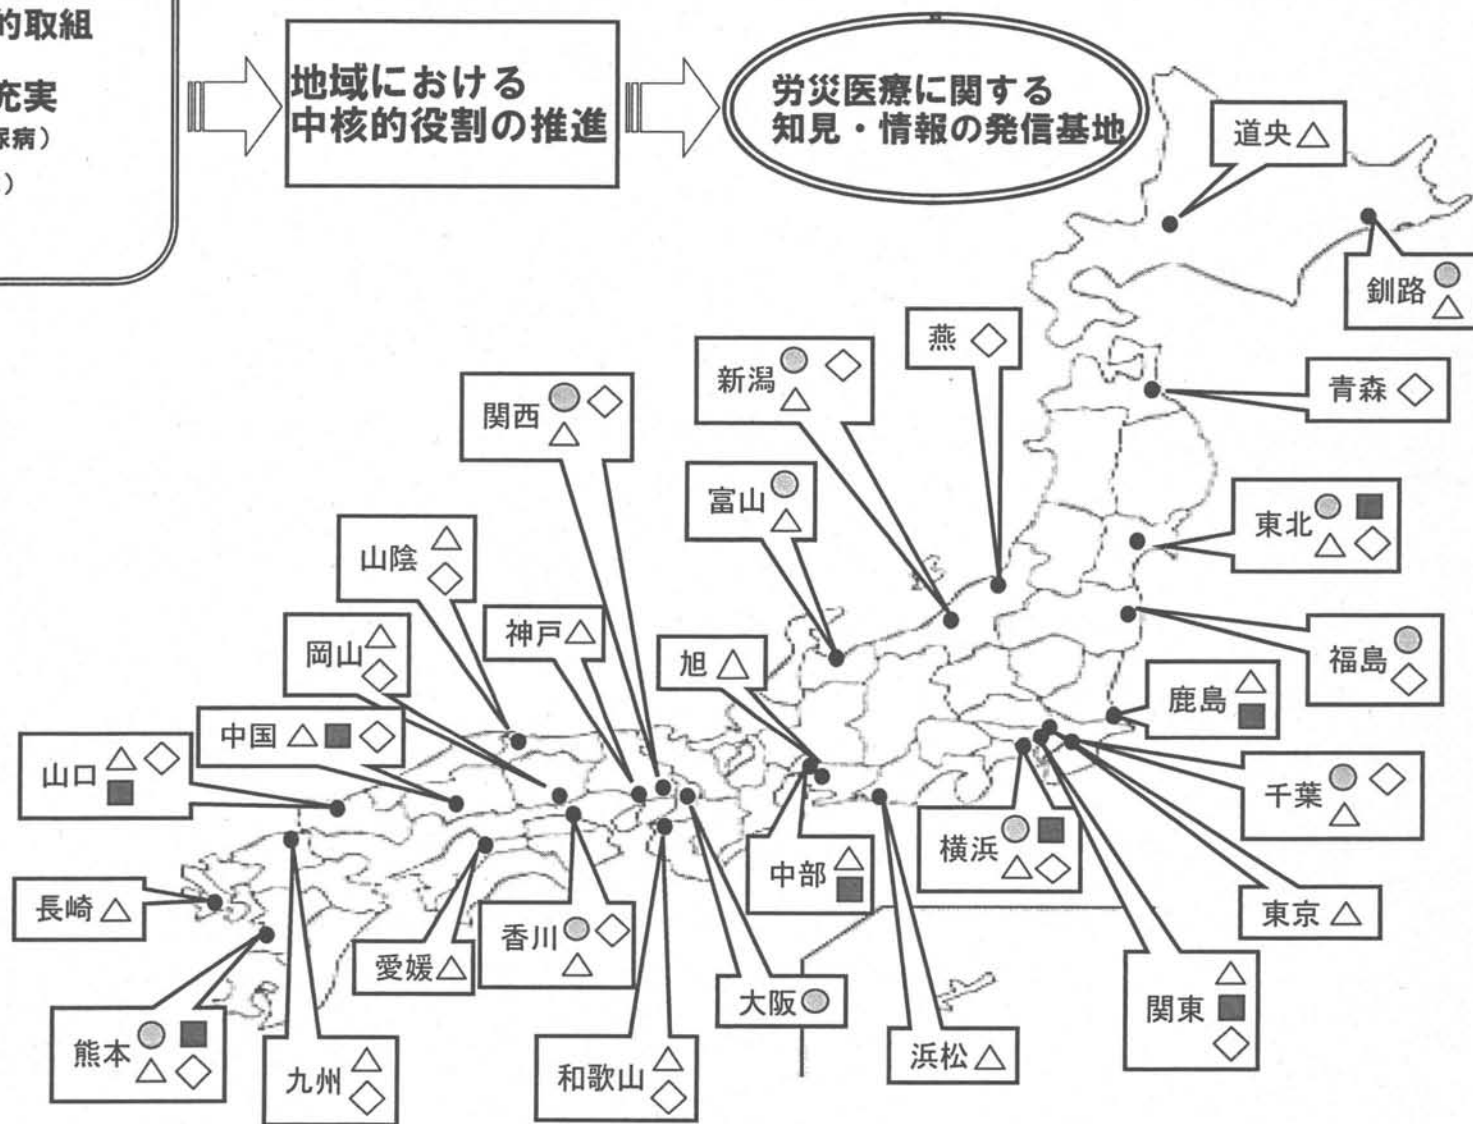 的取組
充実
尿病）
）
地域における
中核的役割の推進
労災医療に関する
知見・情報の発信基地
道央△
釧路●
△
燕◇
新潟●◇
△
青森◇
関西●◇
△
富山●
△
東北●■
△◇
山陰△
◇
神戸△
岡山△
◇
旭△
福島●
◇
鹿島△
■
中国△■◇
山口△◇
■
千葉●◇
△
横浜●■
△◇
中部△
■
東京△
長崎△
香川●◇
△
愛媛△
大阪●
関東△
■
◇
熊本●■
△◇
九州△
◇
和歌山△
◇
浜松△